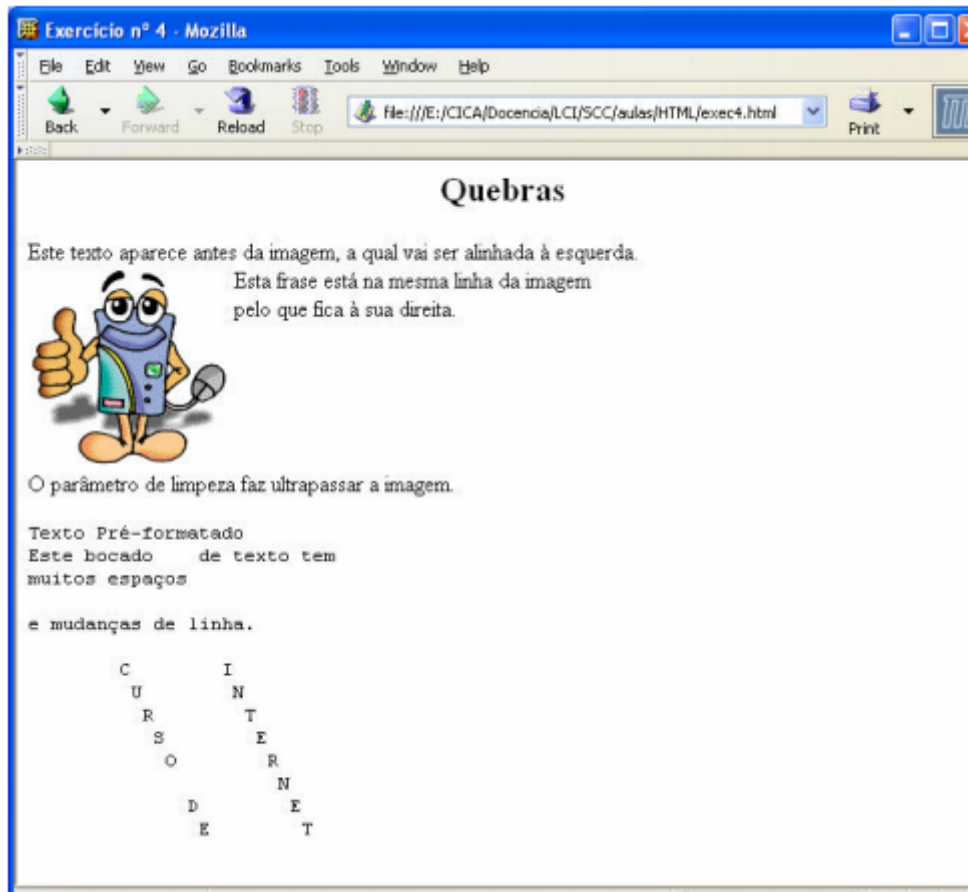 Exercício nº 4 - Mozilla
File Edit View Go Bookmarks Tools Window Help
Back Forward Reload Stop file:///E:/CICA/Docencia/LCI/SCC/aulas/HTML/exec4.html Print
Quebras
Este texto aparece antes da imagem, a qual vai ser alinhada à esquerda.
Esta frase está na mesma linha da imagem
pelo que fica à sua direita.
O parâmetro de limpeza faz ultrapassar a imagem.
Texto Pré-formatado
Este bocado    de texto tem
muitos espaços
e mudanças de linha.
C        I
U        N
R        T
S        E
O        R
N
D        E
E        T